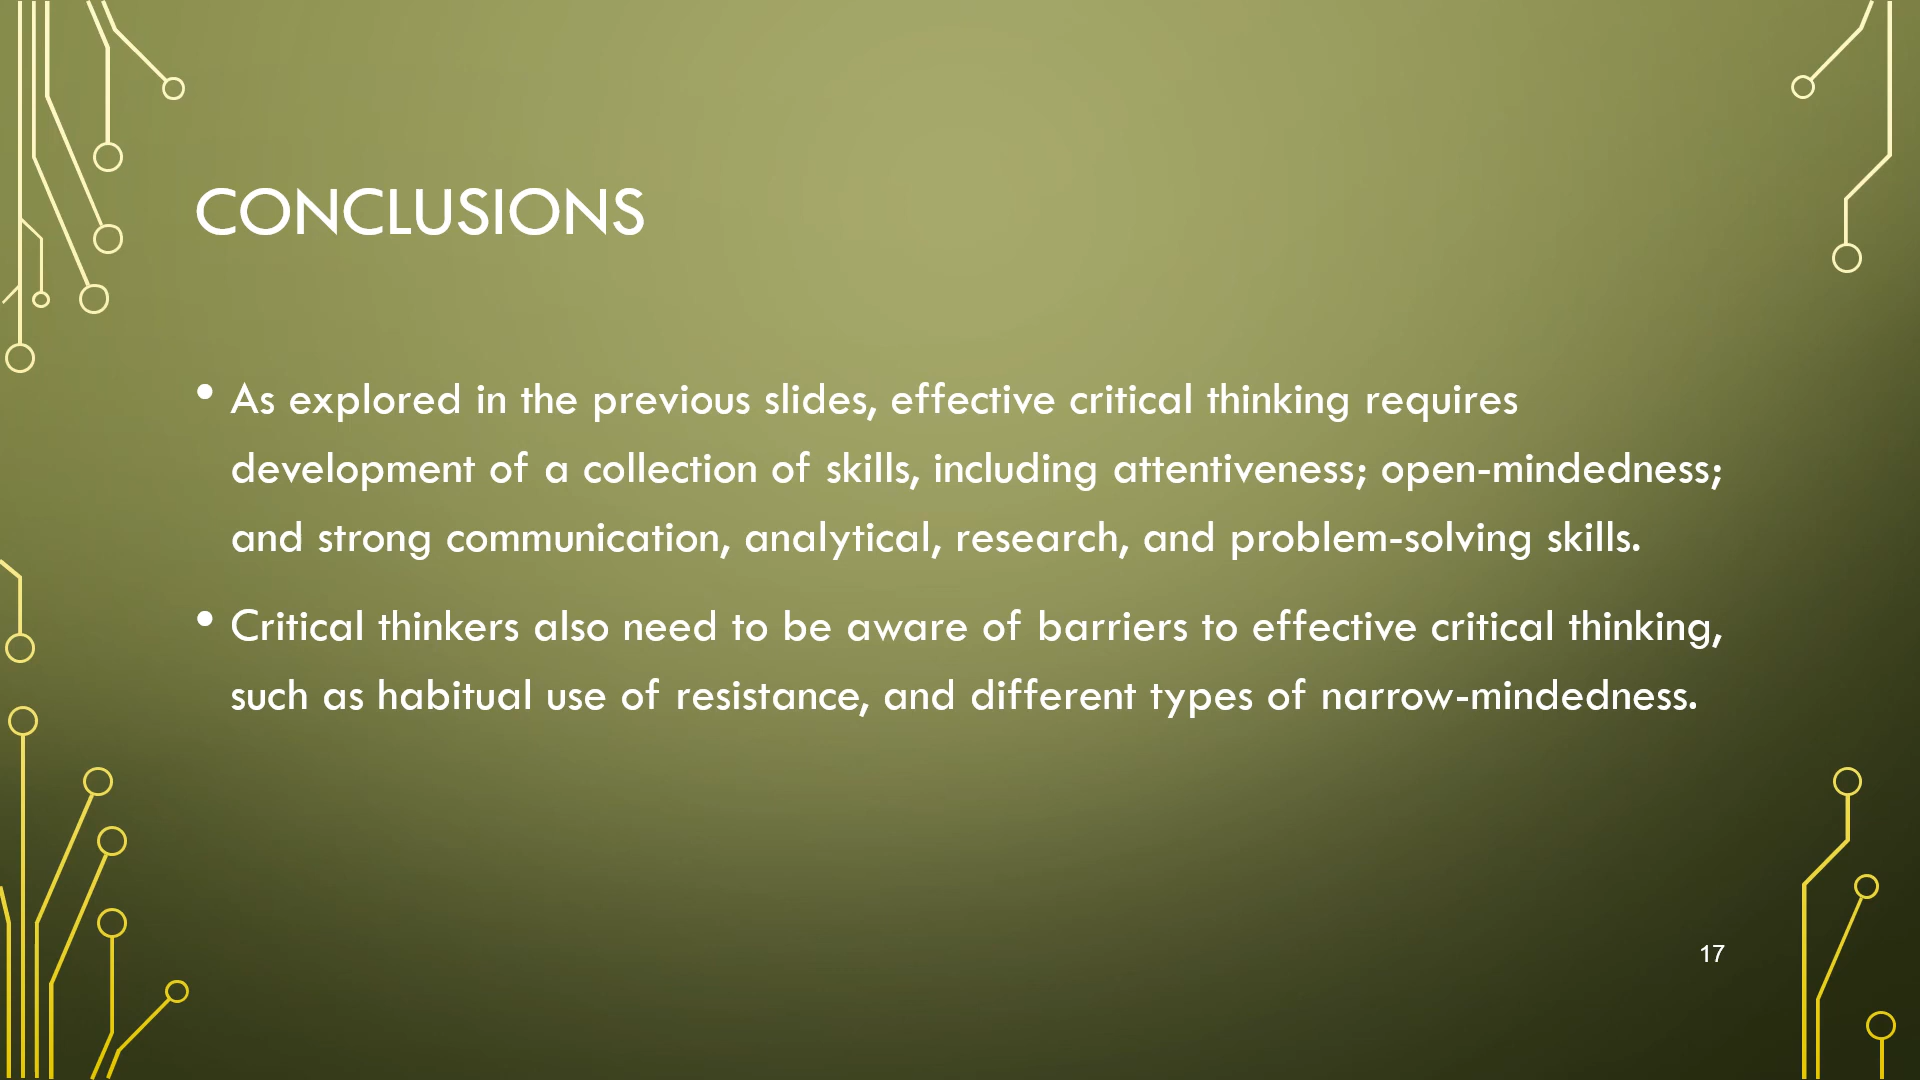 CONCLUSIONS
• As explored in the previous slides, effective critical thinking requires
development of a collection of skills, including attentiveness; open-mindedness;
and strong communication, analytical, research, and problem-solving skills.
• Critical thinkers also need to be aware of barriers to effective critical thinking,
such as habitual use of resistance, and different types of narrow-mindedness.
17